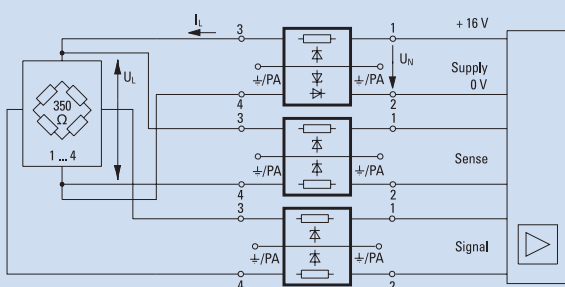 I_L 3 1 + 16 V
U_N
⏚/PA ⏚/PA Supply
0 V
U_L
4 2
350
Ω
1 ... 4
3 1
⏚/PA ⏚/PA Sense
4 2
3 1
⏚/PA ⏚/PA Signal
4 2